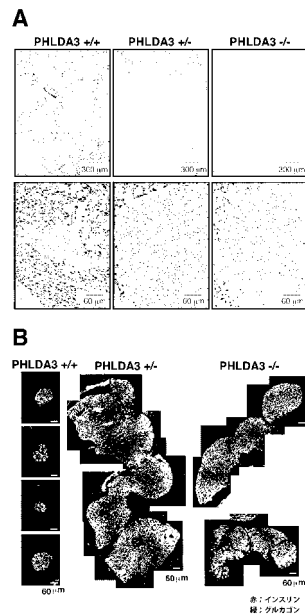 A
PHLDA3 +/+ PHLDA3 +/- PHLDA3 -/-
300 μm 300 μm 200 μm
60 μm 60 μm 60 μm
B
PHLDA3 +/+ PHLDA3 +/- PHLDA3 -/-
60 μm 50 μm 60 μm
赤：インスリン
緑：グルカゴン